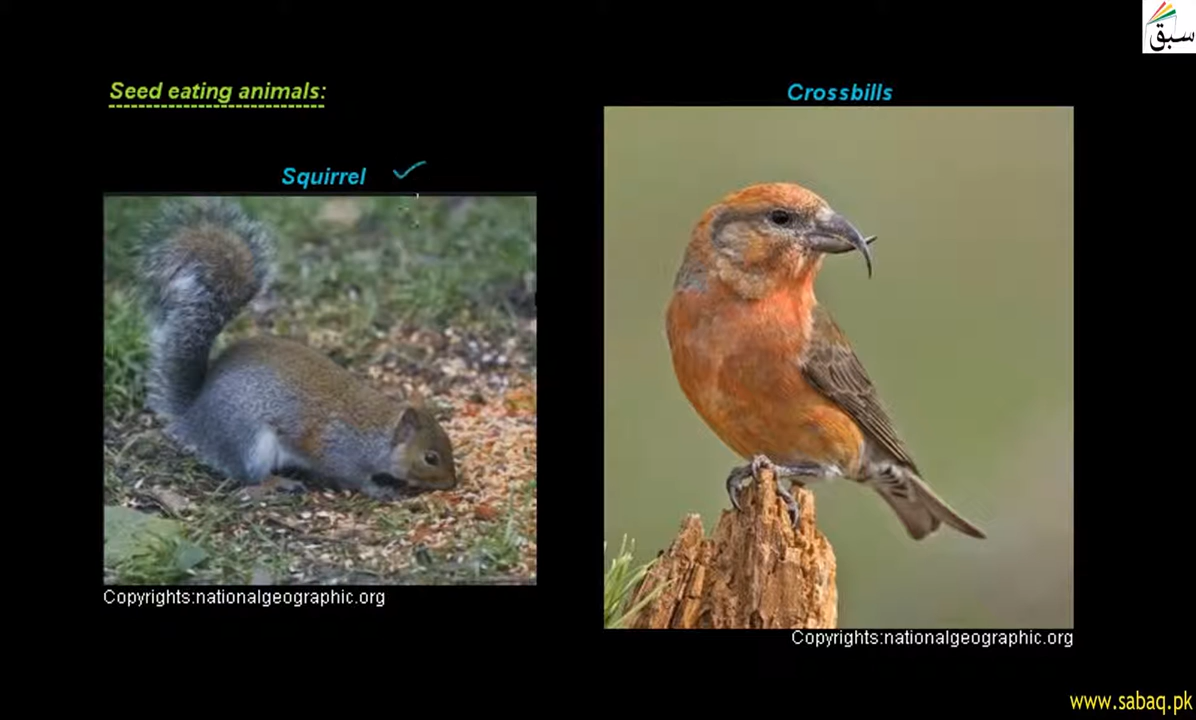 سبق
Seed eating animals:
Crossbills
Squirrel
Copyrights:nationalgeographic.org
Copyrights:nationalgeographic.org
www.sabaq.pk